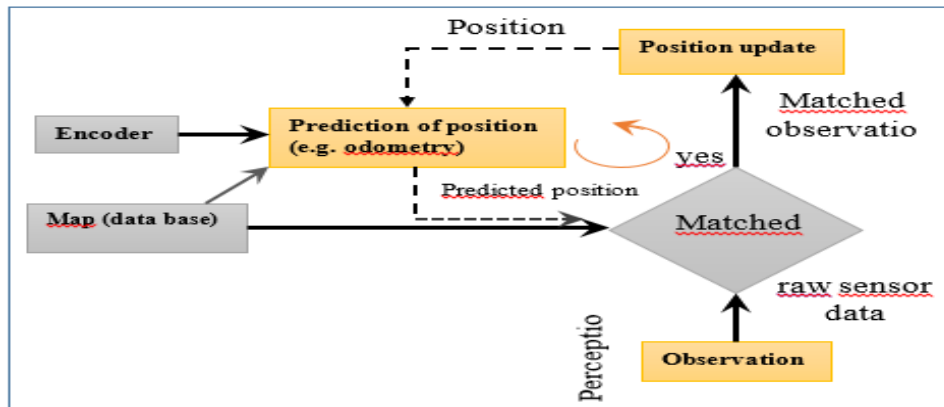 Position
Position update
Encoder
Prediction of position
(e.g. odometry)
Matched
observatio
yes
Predicted position
Map (data base)
Matched
raw sensor
data
Perceptio
Observation